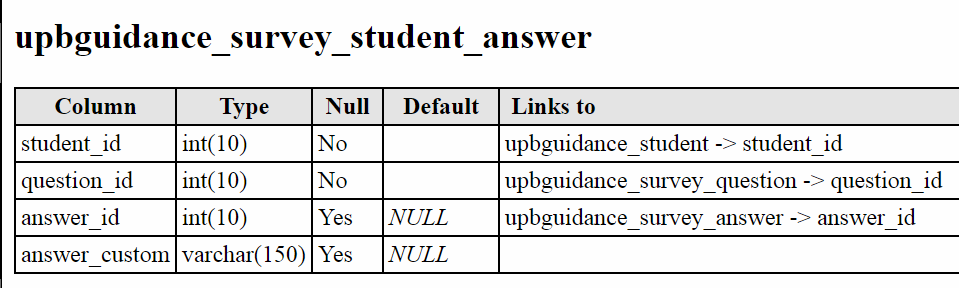 upbguidance_survey_student_answer
Column Type Null Default Links to
student_id int(10) No upbguidance_student -> student_id
question_id int(10) No upbguidance_survey_question -> question_id
answer_id int(10) Yes NULL upbguidance_survey_answer -> answer_id
answer_custom varchar(150) Yes NULL